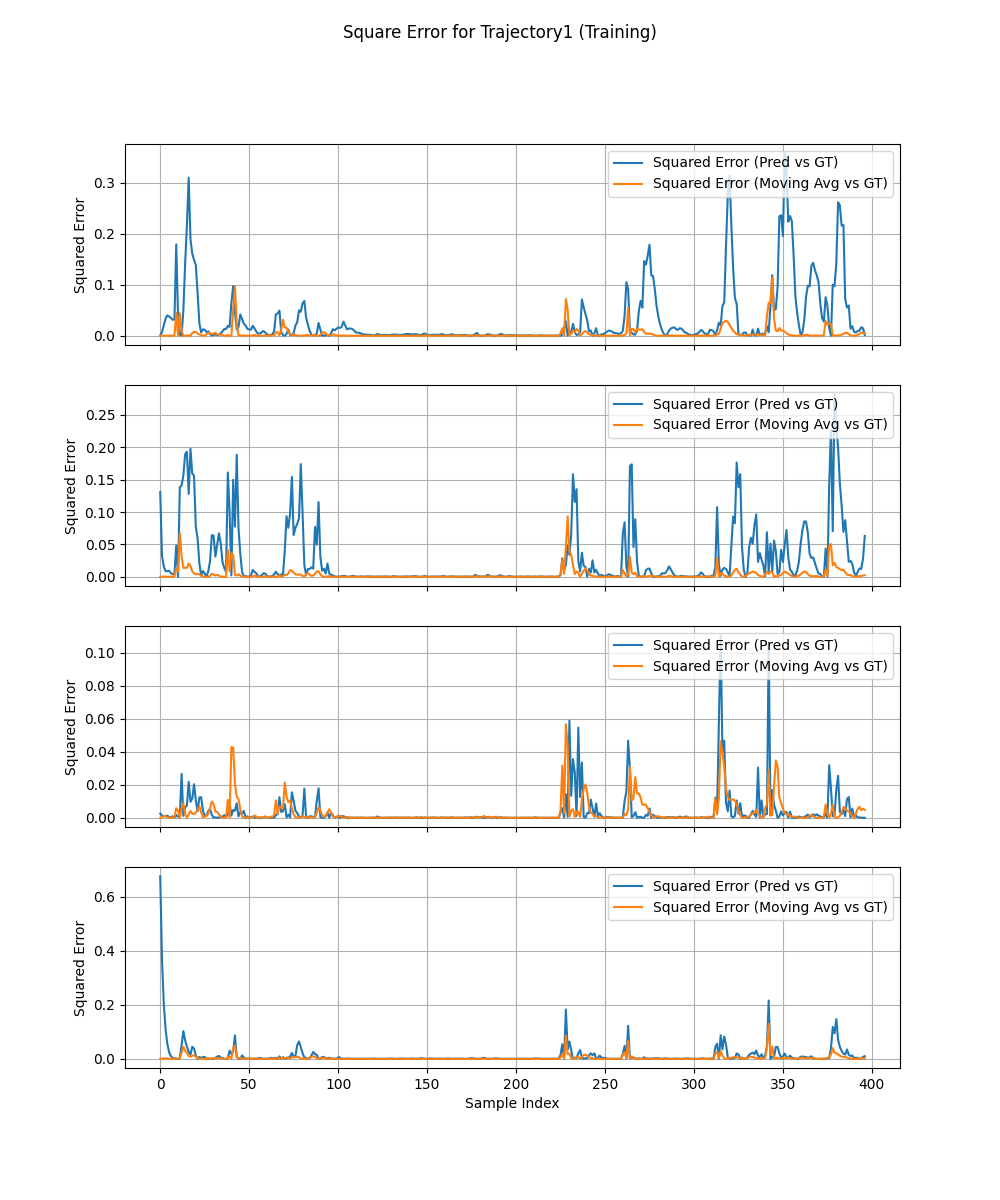 Square Error for Trajectory1 (Training)
Squared Error (Pred vs GT)
Squared Error (Moving Avg vs GT)
Squared Error
0.3
0.2
0.1
0.0
Squared Error (Pred vs GT)
Squared Error (Moving Avg vs GT)
Squared Error
0.25
0.20
0.15
0.10
0.05
0.00
Squared Error (Pred vs GT)
Squared Error (Moving Avg vs GT)
Squared Error
0.10
0.08
0.06
0.04
0.02
0.00
Squared Error (Pred vs GT)
Squared Error (Moving Avg vs GT)
Squared Error
0.6
0.4
0.2
0.0
0 50 100 150 200 250 300 350 400
Sample Index